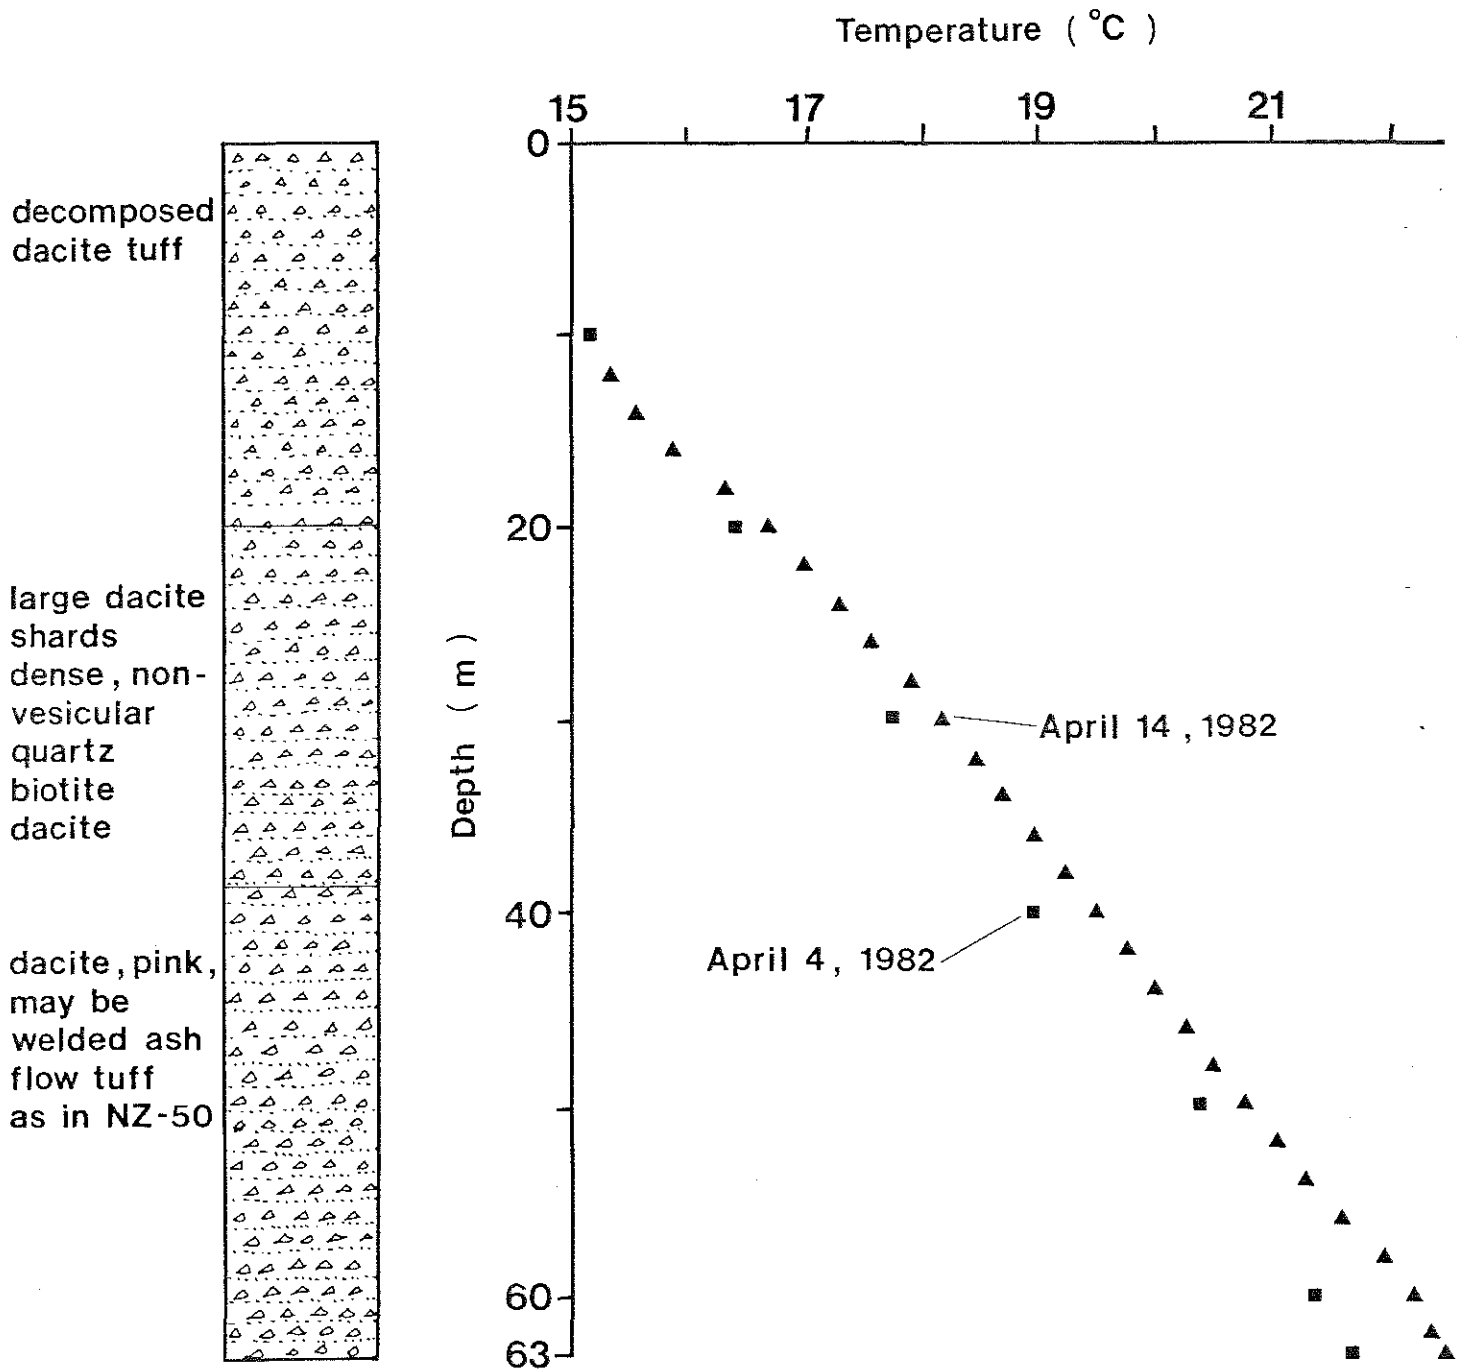 Temperature ( °C )
15 17 19 21
0
20
40
60
63
Depth ( m )
decomposed
dacite tuff
large dacite
shards
dense, non-
vesicular
quartz
biotite
dacite
dacite, pink,
may be
welded ash
flow tuff
as in NZ-50
April 14, 1982
April 4, 1982